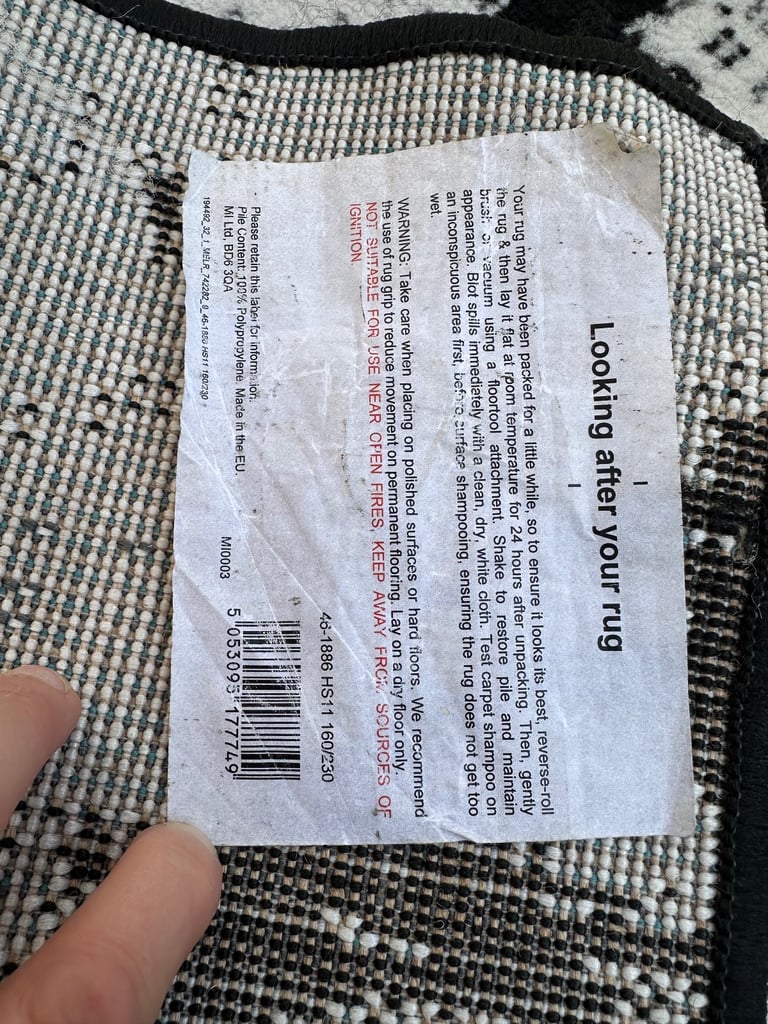 Looking after your rug
Your rug may have been packed for a little while, so to ensure it looks its best, reverse-roll
the rug & then lay it flat at room temperature for 24 hours after unpacking. Then, gently
brush or vacuum using a floortool attachment. Shake to restore pile and maintain
appearance. Blot spills immediately with a clean, dry, white cloth. Test carpet shampoo on
an inconspicuous area first, before surface shampooing, ensuring the rug does not get too
wet.
WARNING: Take care when placing on polished surfaces or hard floors. We recommend
the use of rug grip to reduce movement on permanent flooring. Lay on a dry floor only.
NOT SUITABLE FOR USE NEAR OPEN FIRES, KEEP AWAY FROM SOURCES OF
IGNITION
46-1886 HS11 160/230
Please retain this label for information.
Pile Content: 100% Polypropylene. Made in the EU.
MI Ltd, BD6 3QA
MI0003
5 053095 177749